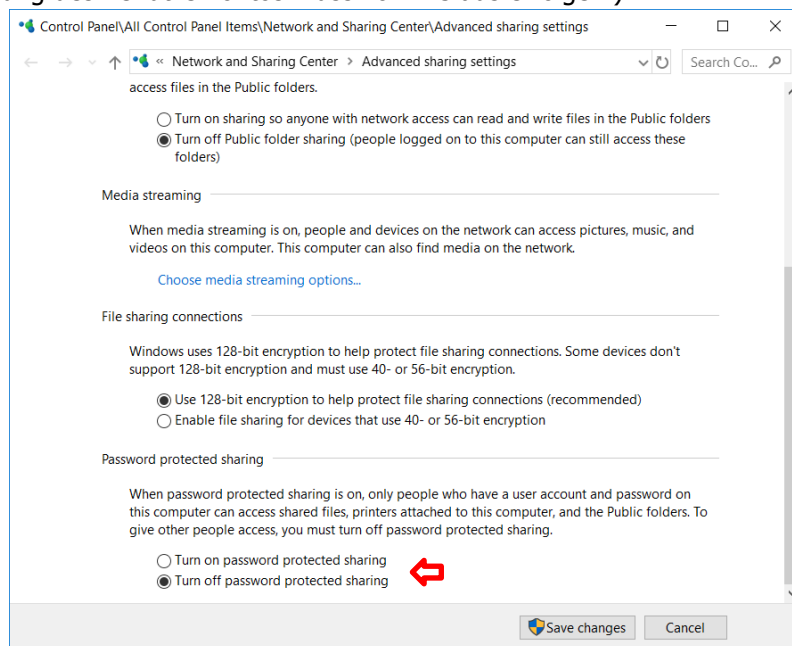 Control Panel\All Control Panel Items\Network and Sharing Center\Advanced sharing settings
« Network and Sharing Center > Advanced sharing settings
Search Co...
access files in the Public folders.
Turn on sharing so anyone with network access can read and write files in the Public folders
Turn off Public folder sharing (people logged on to this computer can still access these
folders)
Media streaming
When media streaming is on, people and devices on the network can access pictures, music, and
videos on this computer. This computer can also find media on the network.
Choose media streaming options...
File sharing connections
Windows uses 128-bit encryption to help protect file sharing connections. Some devices don't
support 128-bit encryption and must use 40- or 56-bit encryption.
Use 128-bit encryption to help protect file sharing connections (recommended)
Enable file sharing for devices that use 40- or 56-bit encryption
Password protected sharing
When password protected sharing is on, only people who have a user account and password on
this computer can access shared files, printers attached to this computer, and the Public folders. To
give other people access, you must turn off password protected sharing.
Turn on password protected sharing
Turn off password protected sharing
Save changes
Cancel